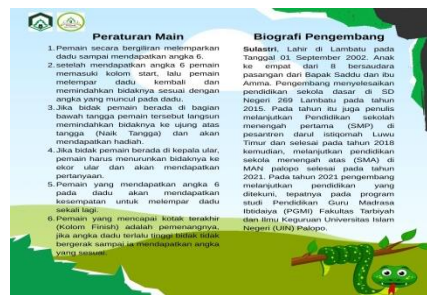 Peraturan Main
1. Pemain secara bergiliran melemparkan
dadu sampai mendapatkan angka 6.
2. setelah mendapatkan angka 6 pemain
memasuki kolom start, lalu pemain
melempar dadu kembali dan
memindahkan bidaknya sesuai dengan
angka yang muncul pada dadu.
3. Jika bidak pemain berada di bagian
bawah tangga pemain tersebut langsun
memindahkan bidaknya ke ujung atas
tangga (Naik Tangga) dan akan
mendapatkan hadiah.
4. Jika bidak pemain berada di kepala ular,
pemain harus menurunkan bidaknya ke
ekor ular dan akan mendapatkan
pertanyaan.
5. Pemain yang mendapatkan angka 6
pada dadu akan mendapatkan
kesempatan untuk melempar dadu
sekali lagi.
6. Pemain yang mencapai kotak terakhir
(Kolom Finish) adalah pemenangnya,
jika angka dadu terlalu tinggi bidak tidak
bergerak sampai ia mendapatkan angka
yang sesuai.
Biografi Pengembang
Sulastri, Lahir di Lambatu pada
Tanggal 01 September 2002. Anak
ke empat dari 8 bersaudara
pasangan dari Bapak Saddu dan ibu
Amma. Pengembang menyelesaikan
pendidikan sekola dasar di SD
Negeri 269 Lambatu pada tahun
2015. Pada tahun itu juga penulis
melanjutkan Pendidikan sekolah
menengah pertama (SMP) di
pesantren darul istiqomah Luwu
Timur dan selesai pada tahun 2018
kemudian, melanjutkan pendidikan
sekola menengah atas (SMA) di
MAN palopo selesai pada tahun
2021. Pada tahun 2021 pengembang
melanjutkan pendidikan yang
ditekuni, tepatnya pada program
studi Pendidikan Guru Madrasa
Ibtidaiya (PGMI) Fakultas Tarbiyah
dan Ilmu Keguruan Universitas Islam
Negeri (UIN) Palopo.